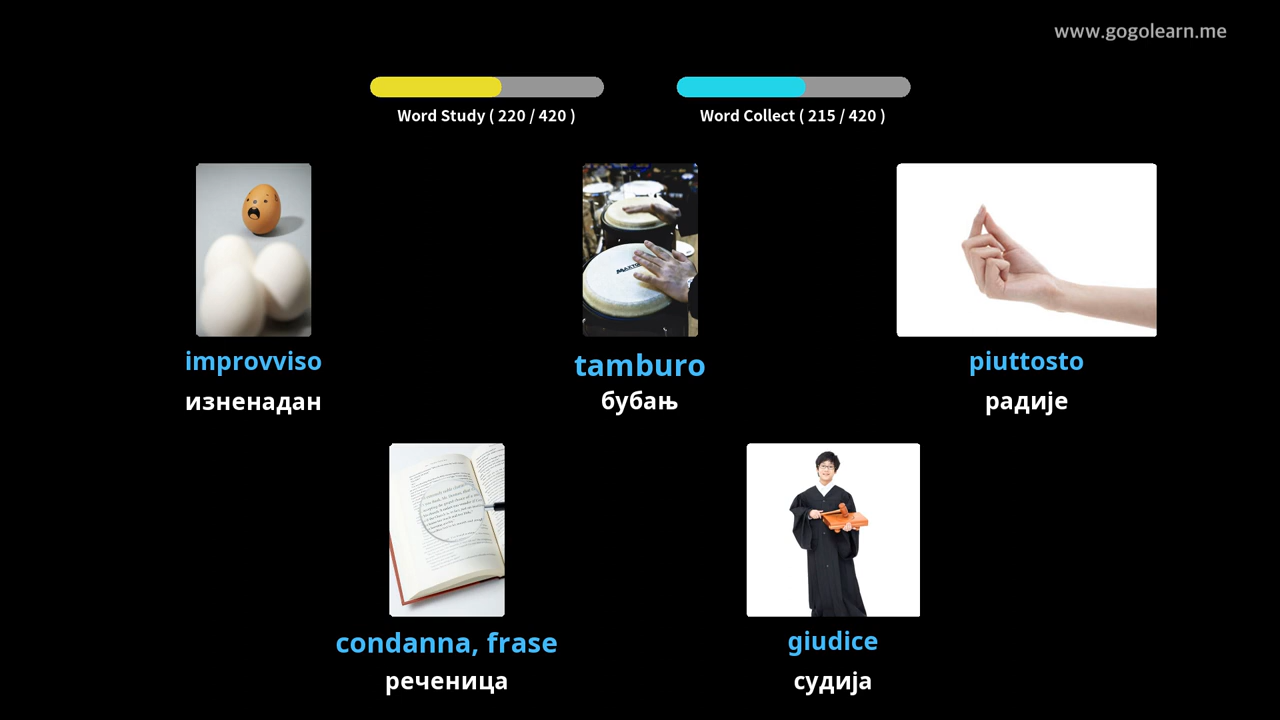 www.gogolearn.me
Word Study ( 220 / 420 )
Word Collect ( 215 / 420 )
improvviso
изненадан
tamburo
бубањ
piuttosto
радије
condanna, frase
реченица
giudice
судија